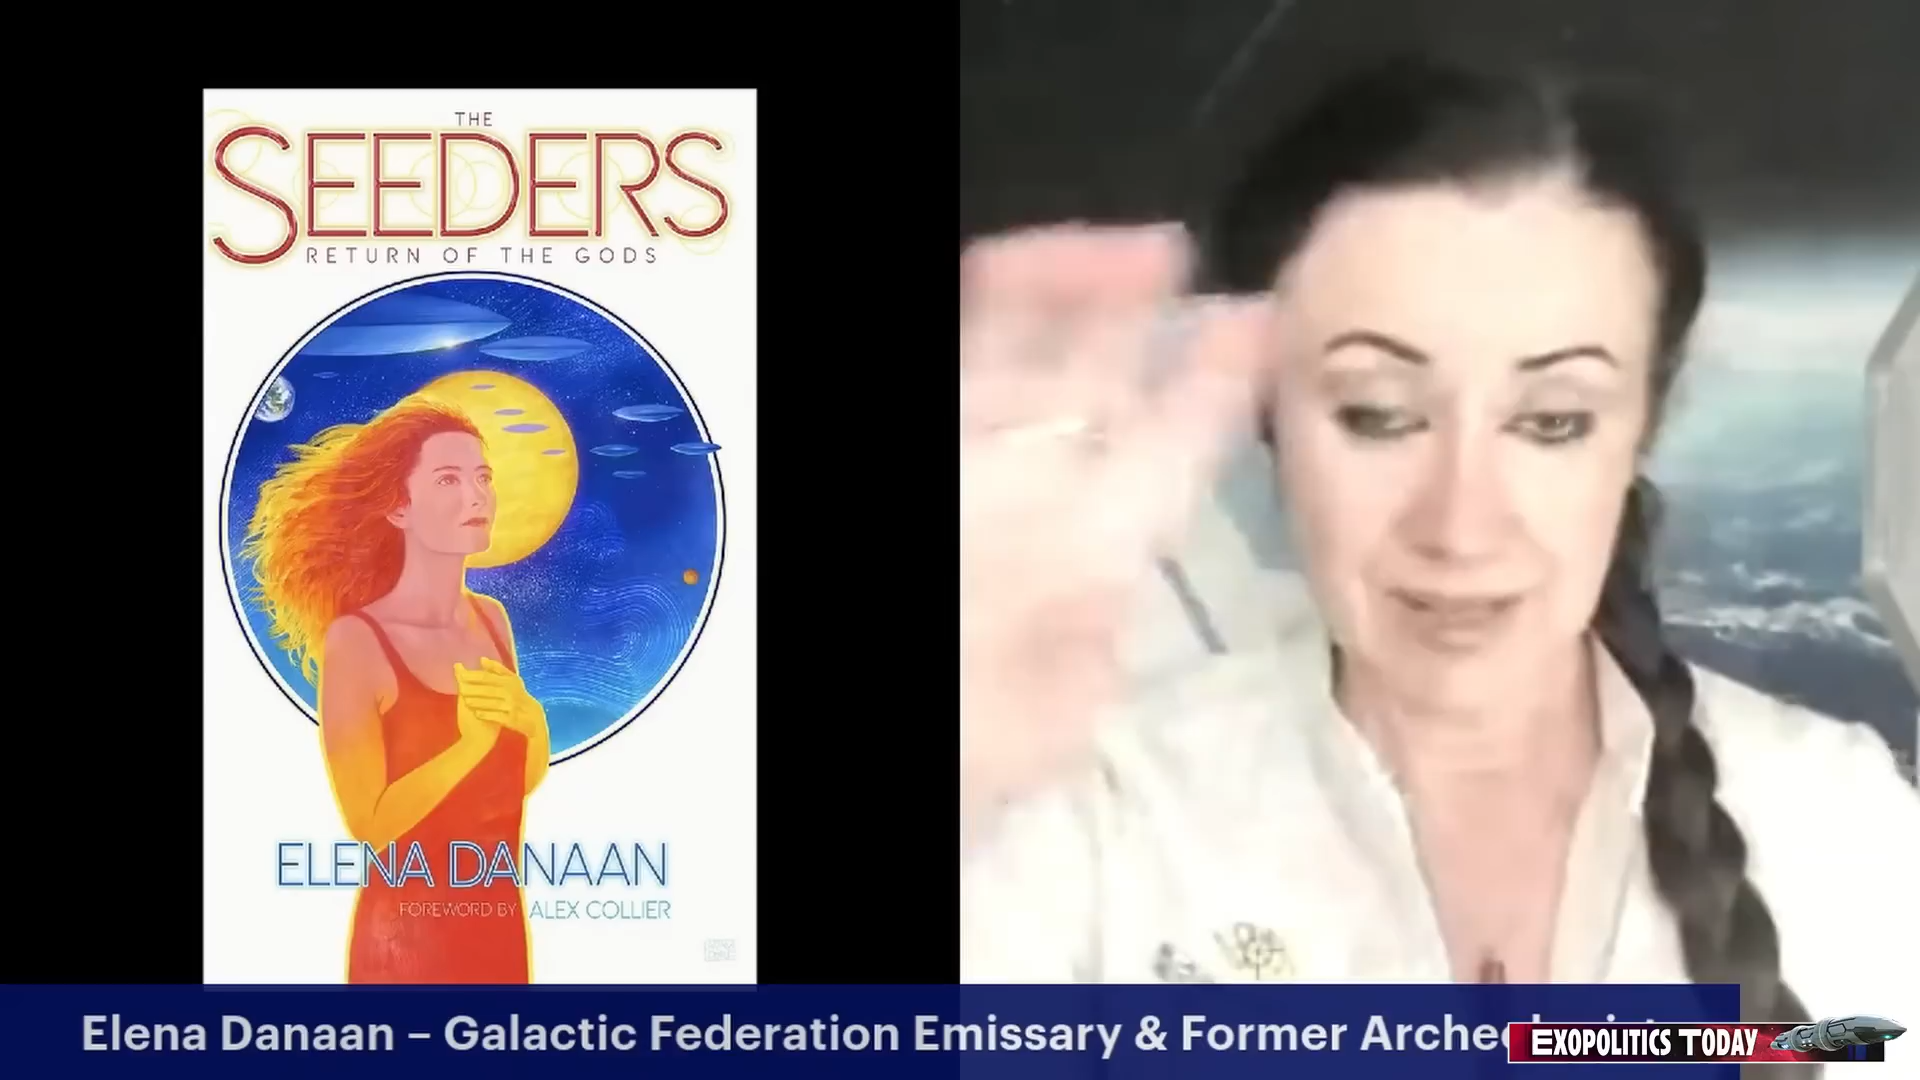 THE
SEEDERS
RETURN OF THE GODS
ELENA DANAAN
FOREWORD BY ALEX COLLIER
Elena Danaan – Galactic Federation Emissary & Former
EXOPOLITICS TODAY